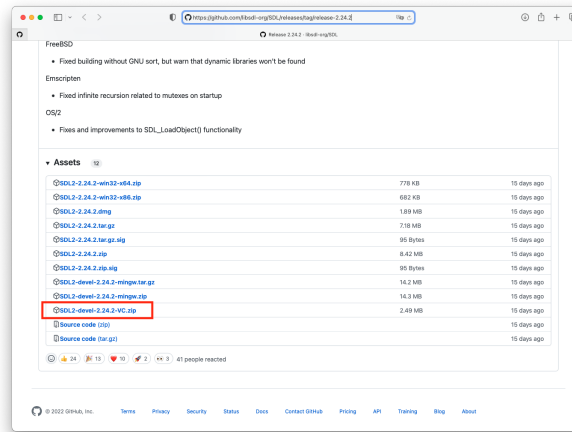 https://github.com/libsdl-org/SDL/releases/tag/release-2.24.2
Release 2.24.2 · libsdl-org/SDL
FreeBSD
• Fixed building without GNU sort, but warn that dynamic libraries won't be found
Emscripten
• Fixed infinite recursion related to mutexes on startup
OS/2
• Fixes and improvements to SDL_LoadObject() functionality
▾ Assets 12
SDL2-2.24.2-win32-x64.zip 778 KB 15 days ago
SDL2-2.24.2-win32-x86.zip 682 KB 15 days ago
SDL2-2.24.2.dmg 1.89 MB 15 days ago
SDL2-2.24.2.tar.gz 7.18 MB 15 days ago
SDL2-2.24.2.tar.gz.sig 95 Bytes 15 days ago
SDL2-2.24.2.zip 8.42 MB 15 days ago
SDL2-2.24.2.zip.sig 95 Bytes 15 days ago
SDL2-devel-2.24.2-mingw.tar.gz 14.2 MB 15 days ago
SDL2-devel-2.24.2-mingw.zip 14.3 MB 15 days ago
SDL2-devel-2.24.2-VC.zip 2.49 MB 15 days ago
Source code (zip) 15 days ago
Source code (tar.gz) 15 days ago
👍 24 🎉 13 ❤️ 10 🚀 2 👀 3 41 people reacted
© 2022 GitHub, Inc. Terms Privacy Security Status Docs Contact GitHub Pricing API Training Blog About